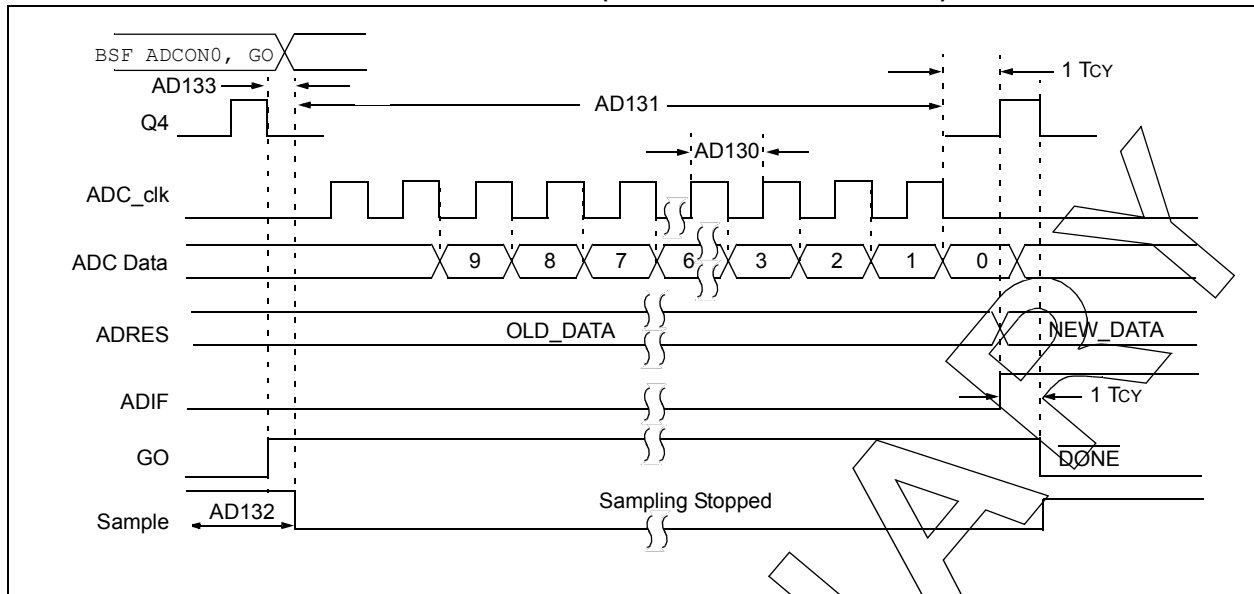 BSF ADCON0, GO
AD133
1 TCY
AD131
Q4
AD130
ADC_clk
ADC Data 9 8 7 6 3 2 1 0
ADRES OLD_DATA NEW_DATA
ADIF 1 TCY
GO DONE
Sample AD132 Sampling Stopped